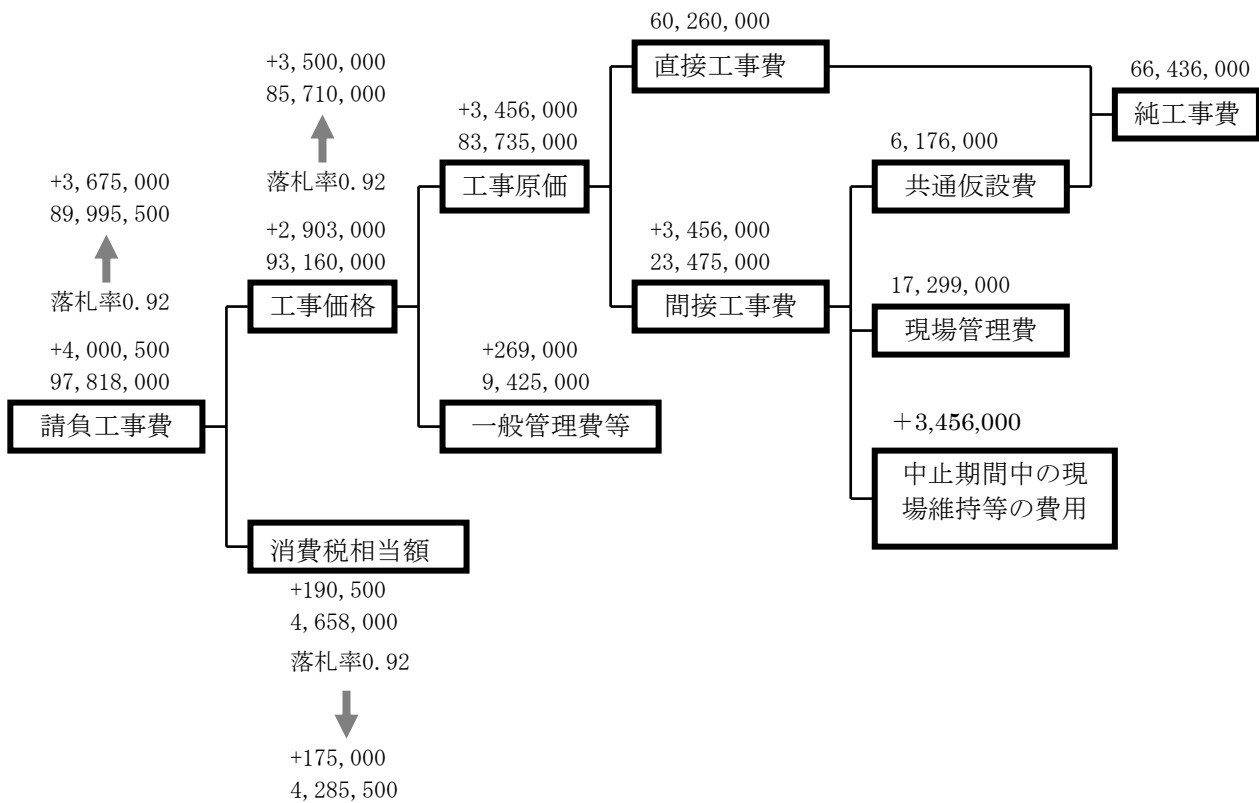 60,260,000
直接工事費
66,436,000
純工事費
+3,500,000
85,710,000
落札率0.92
+3,456,000
83,735,000
工事原価
6,176,000
共通仮設費
+3,675,000
89,995,500
落札率0.92
+2,903,000
93,160,000
工事価格
+3,456,000
23,475,000
間接工事費
17,299,000
現場管理費
+4,000,500
97,818,000
請負工事費
+269,000
9,425,000
一般管理費等
+3,456,000
中止期間中の現
場維持等の費用
消費税相当額
+190,500
4,658,000
落札率0.92
+175,000
4,285,500